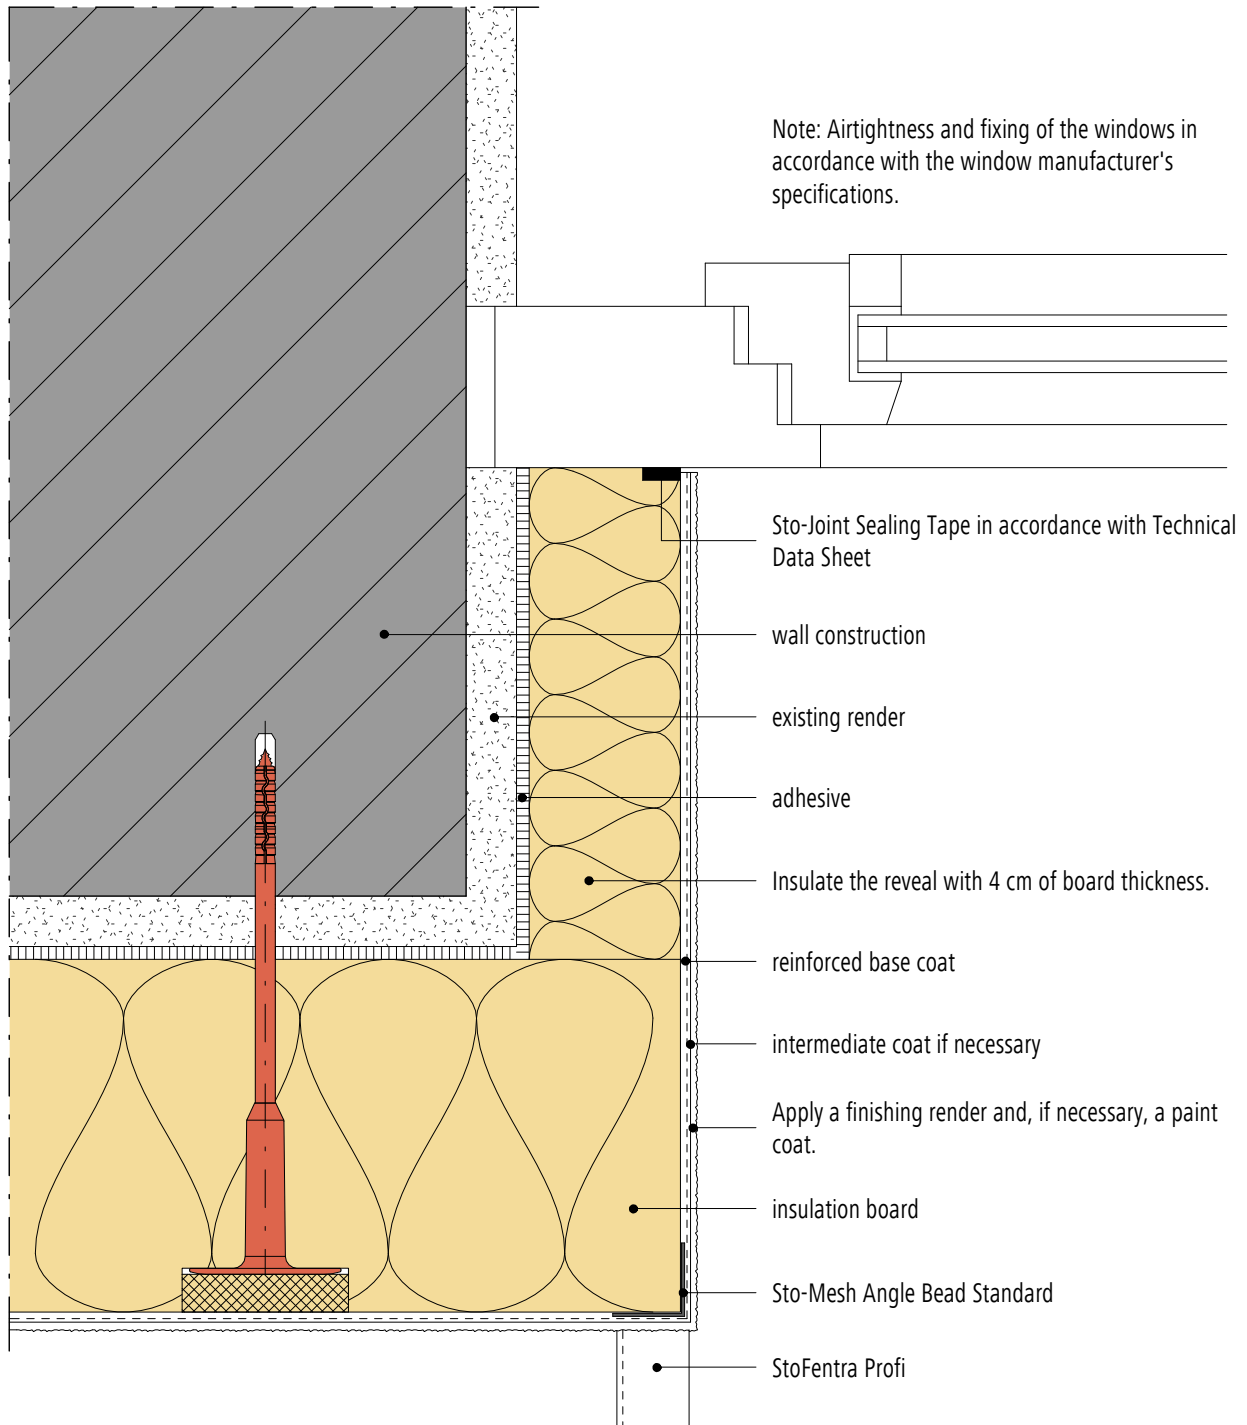 Note: Airtightness and fixing of the windows in
accordance with the window manufacturer's
specifications.
Sto-Joint Sealing Tape in accordance with Technical
Data Sheet
wall construction
existing render
adhesive
Insulate the reveal with 4 cm of board thickness.
reinforced base coat
intermediate coat if necessary
Apply a finishing render and, if necessary, a paint
coat.
insulation board
Sto-Mesh Angle Bead Standard
StoFentra Profi